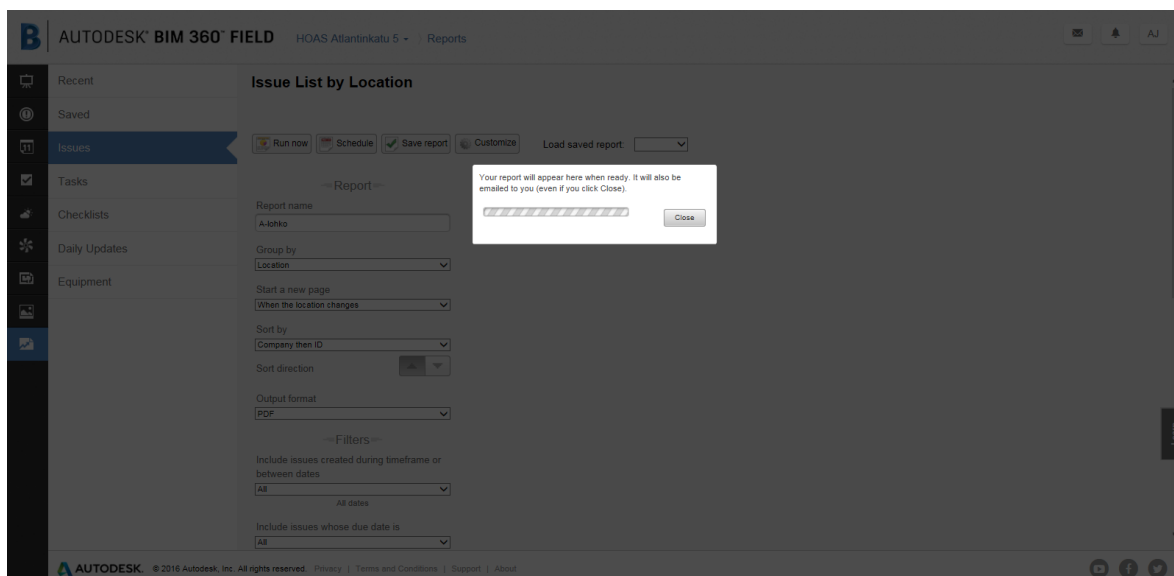 AUTODESK® BIM 360™ FIELD HOAS Atlantinkatu 5 Reports AJ
Recent
Saved
Issues
Tasks
Checklists
Daily Updates
Equipment
Issue List by Location
Run now Schedule Save report Customize Load saved report:
Report
Report name
A-lohko
Group by
Location
Start a new page
When the location changes
Sort by
Company then ID
Sort direction
Output format
PDF
Filters
Include issues created during timeframe or
between dates
All
All dates
Include issues whose due date is
All
Your report will appear here when ready. It will also be
emailed to you (even if you click Close).
Close
AUTODESK. © 2016 Autodesk, Inc. All rights reserved. Privacy | Terms and Conditions | Support | About